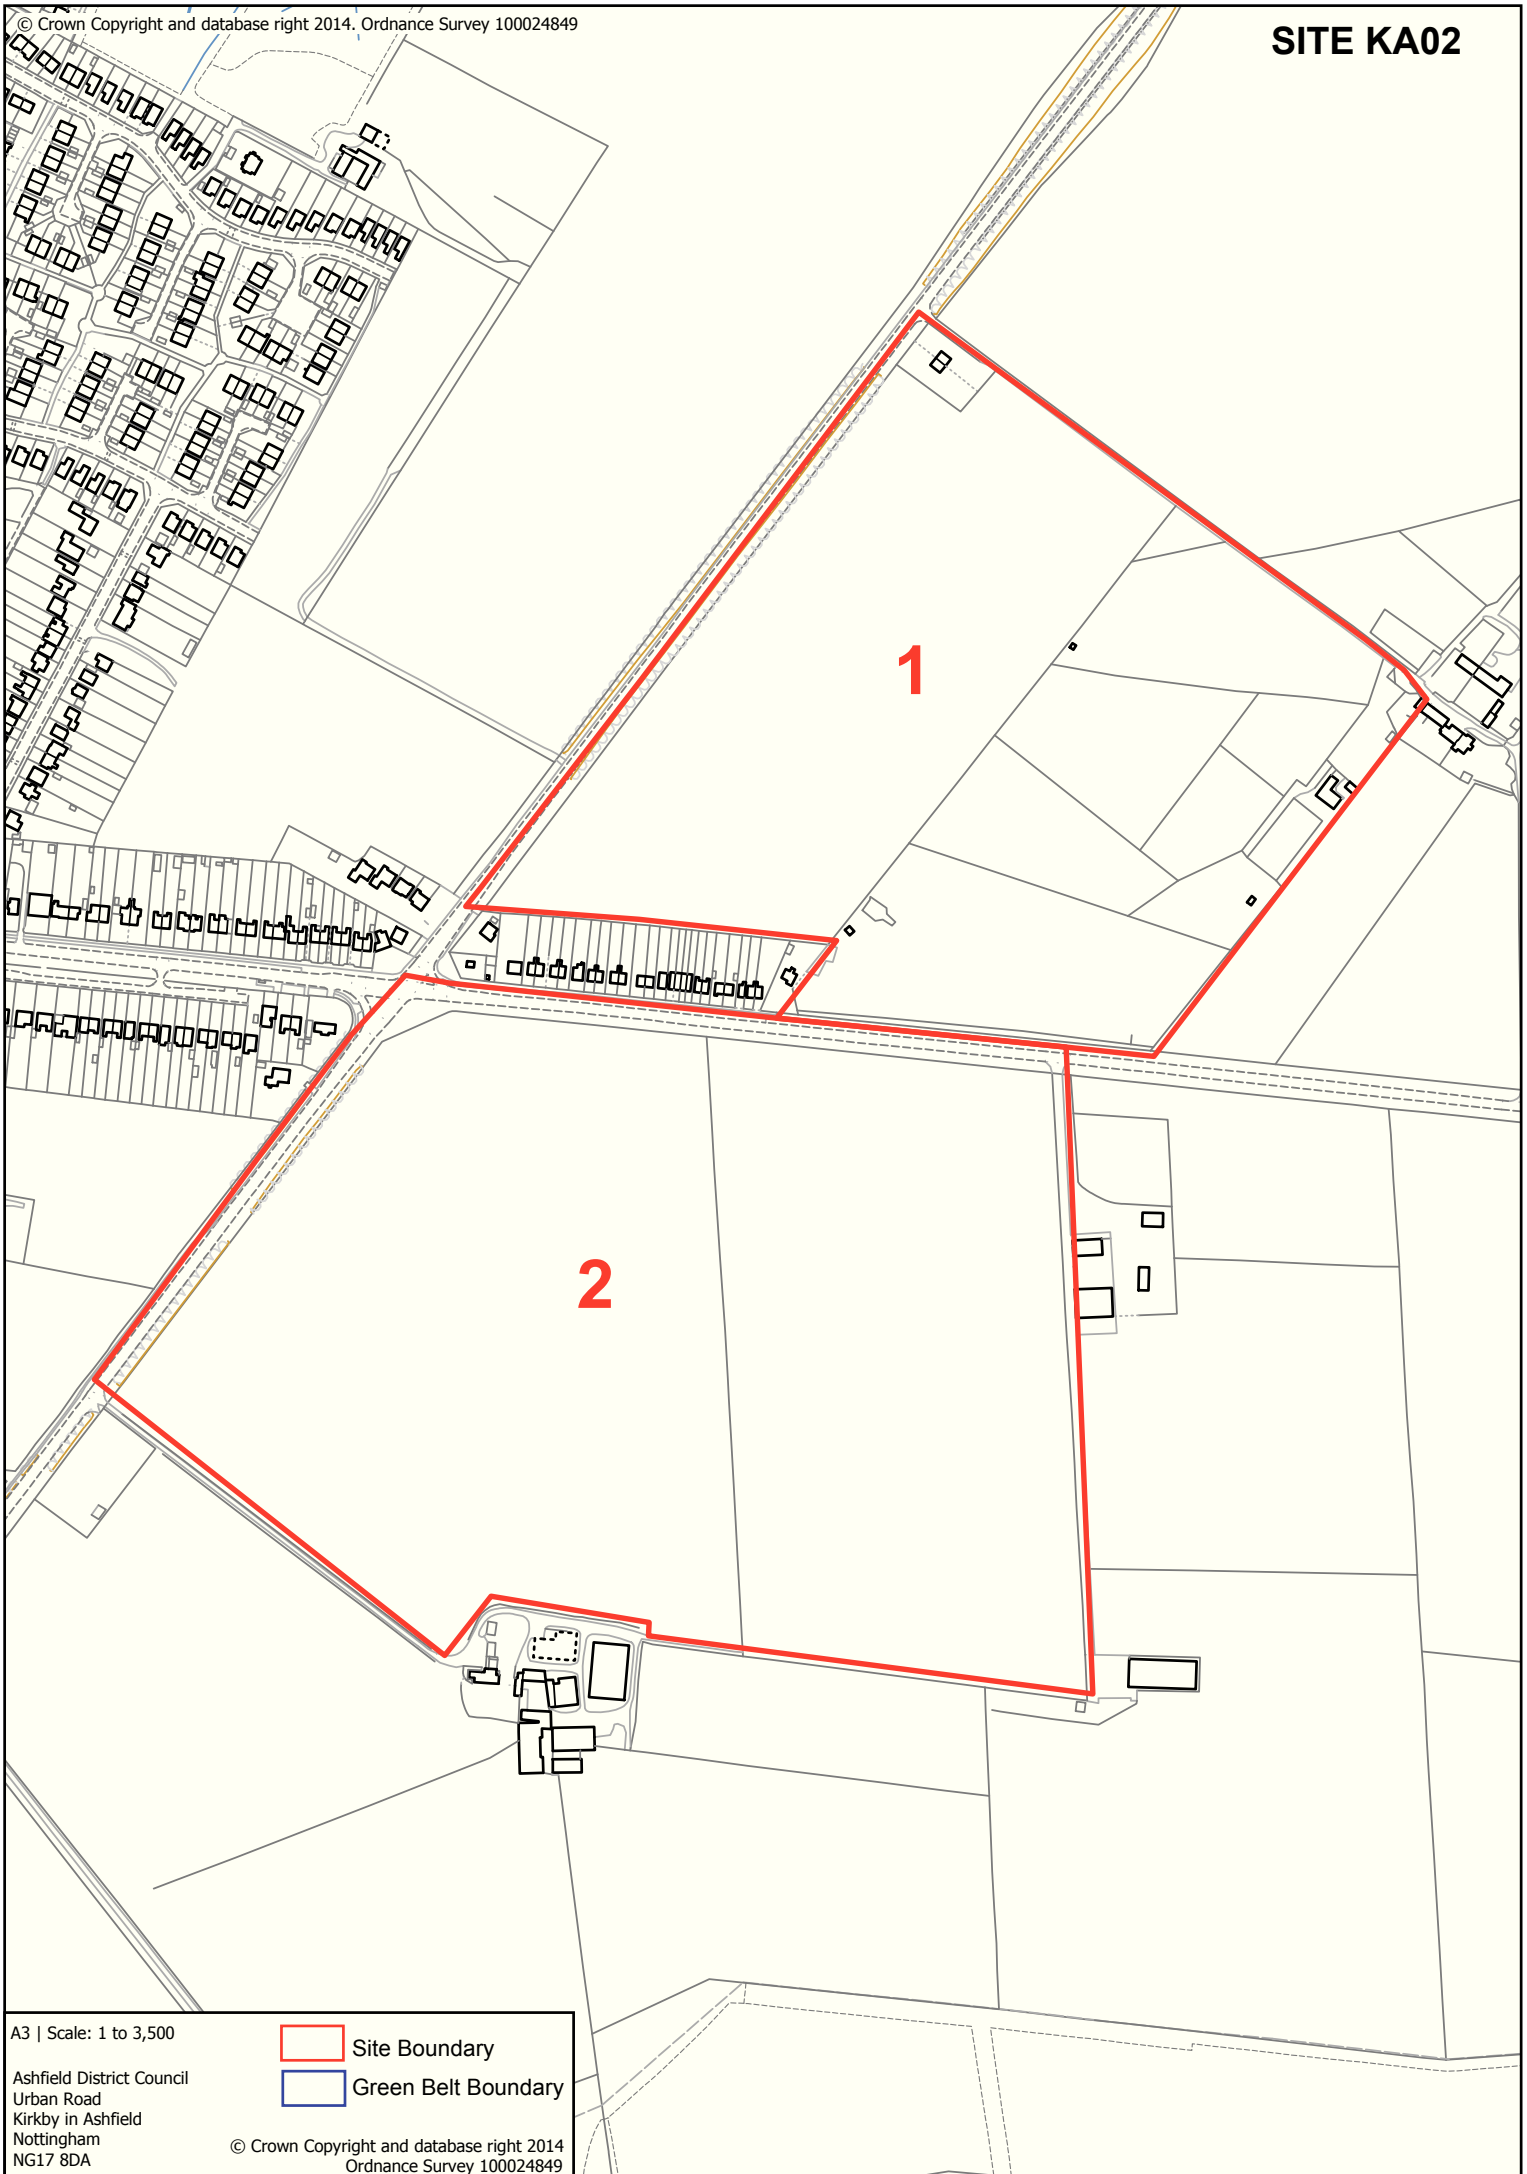 © Crown Copyright and database right 2014. Ordnance Survey 100024849
SITE KA02
1
2
A3 | Scale: 1 to 3,500
Ashfield District Council
Urban Road
Kirkby in Ashfield
Nottingham
NG17 8DA
Site Boundary
Green Belt Boundary
© Crown Copyright and database right 2014
Ordnance Survey 100024849